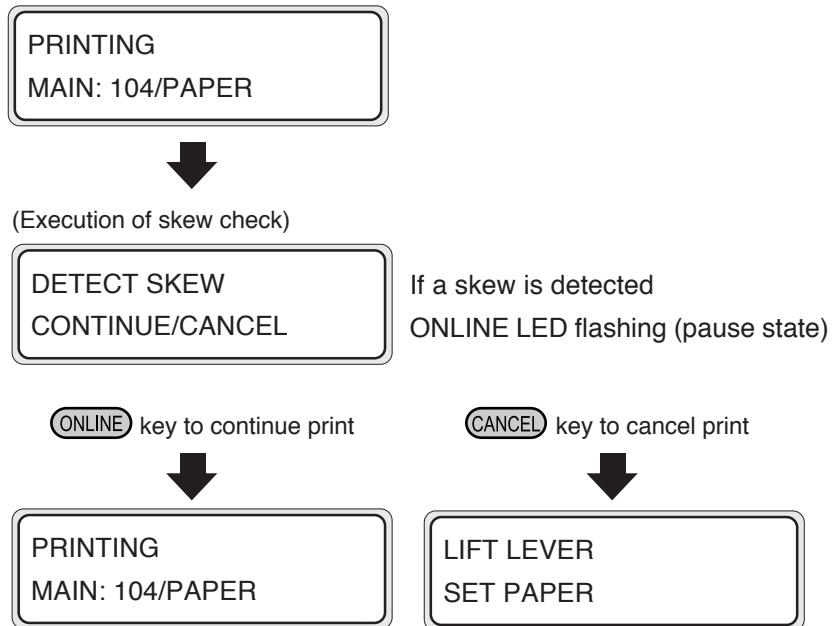 PRINTING
MAIN: 104/PAPER
(Execution of skew check)
DETECT SKEW
CONTINUE/CANCEL
If a skew is detected
ONLINE LED flashing (pause state)
ONLINE key to continue print
CANCEL key to cancel print
PRINTING
MAIN: 104/PAPER
LIFT LEVER
SET PAPER